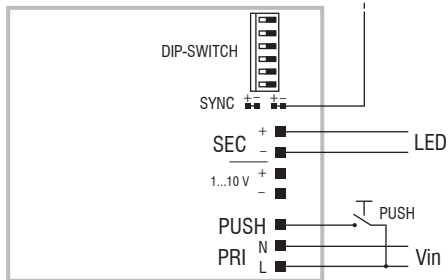 DIP-SWITCH
SYNC + − + −
SEC + − LED
1...10 V + −
PUSH PUSH
PRI N L Vin